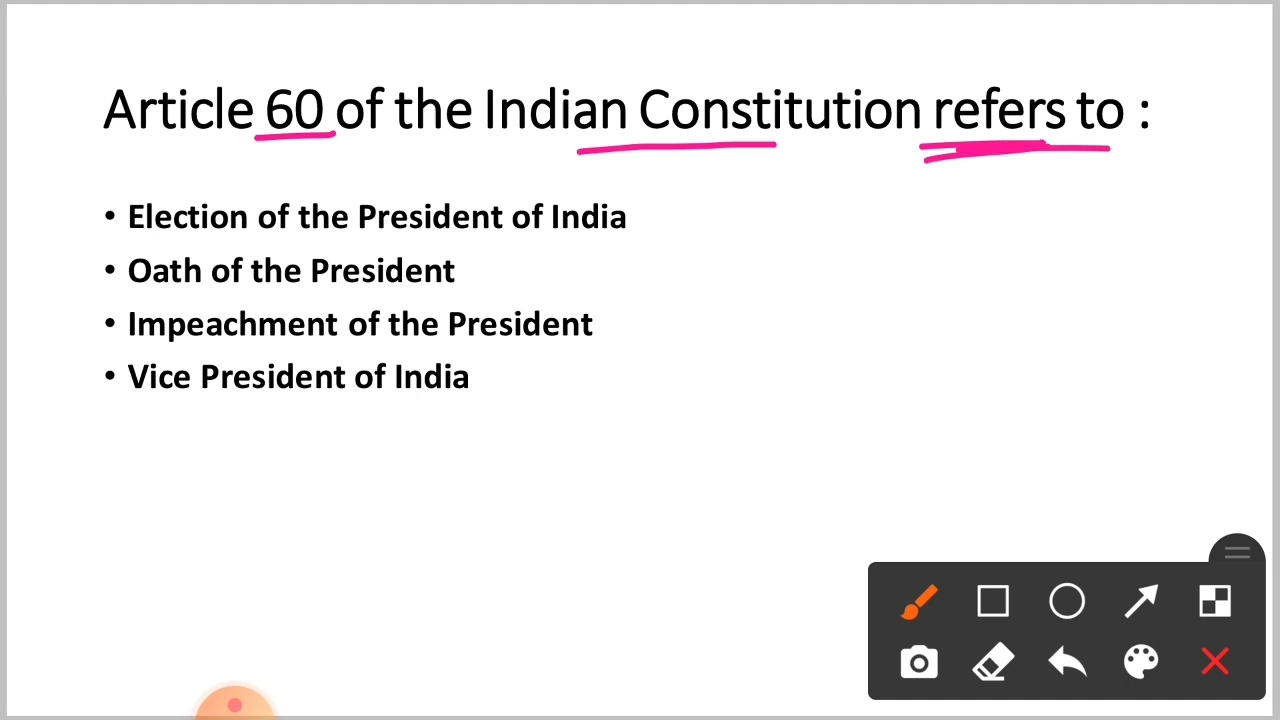 Article 60 of the Indian Constitution refers to :
• Election of the President of India
• Oath of the President
• Impeachment of the President
• Vice President of India